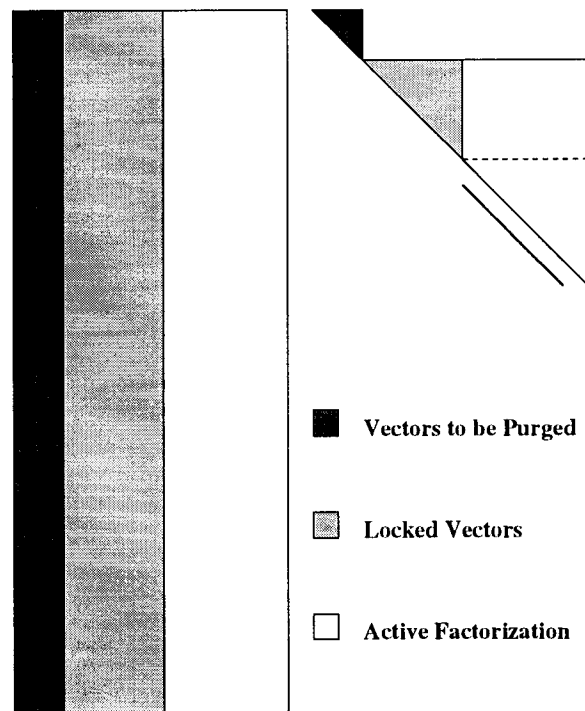 Vectors to be Purged
Locked Vectors
Active Factorization